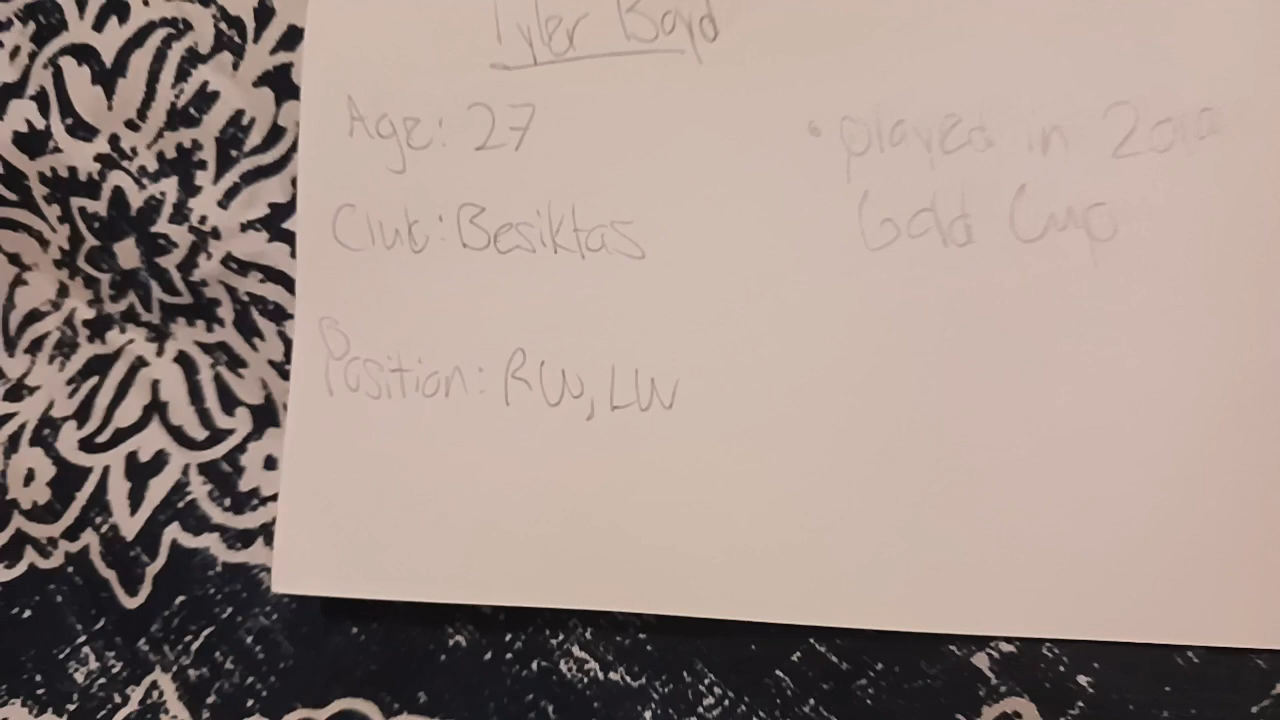 Tyler Boyd
Age: 27
Club: Besiktas
Position: RW, LW
• played in 2019
Gold Cup